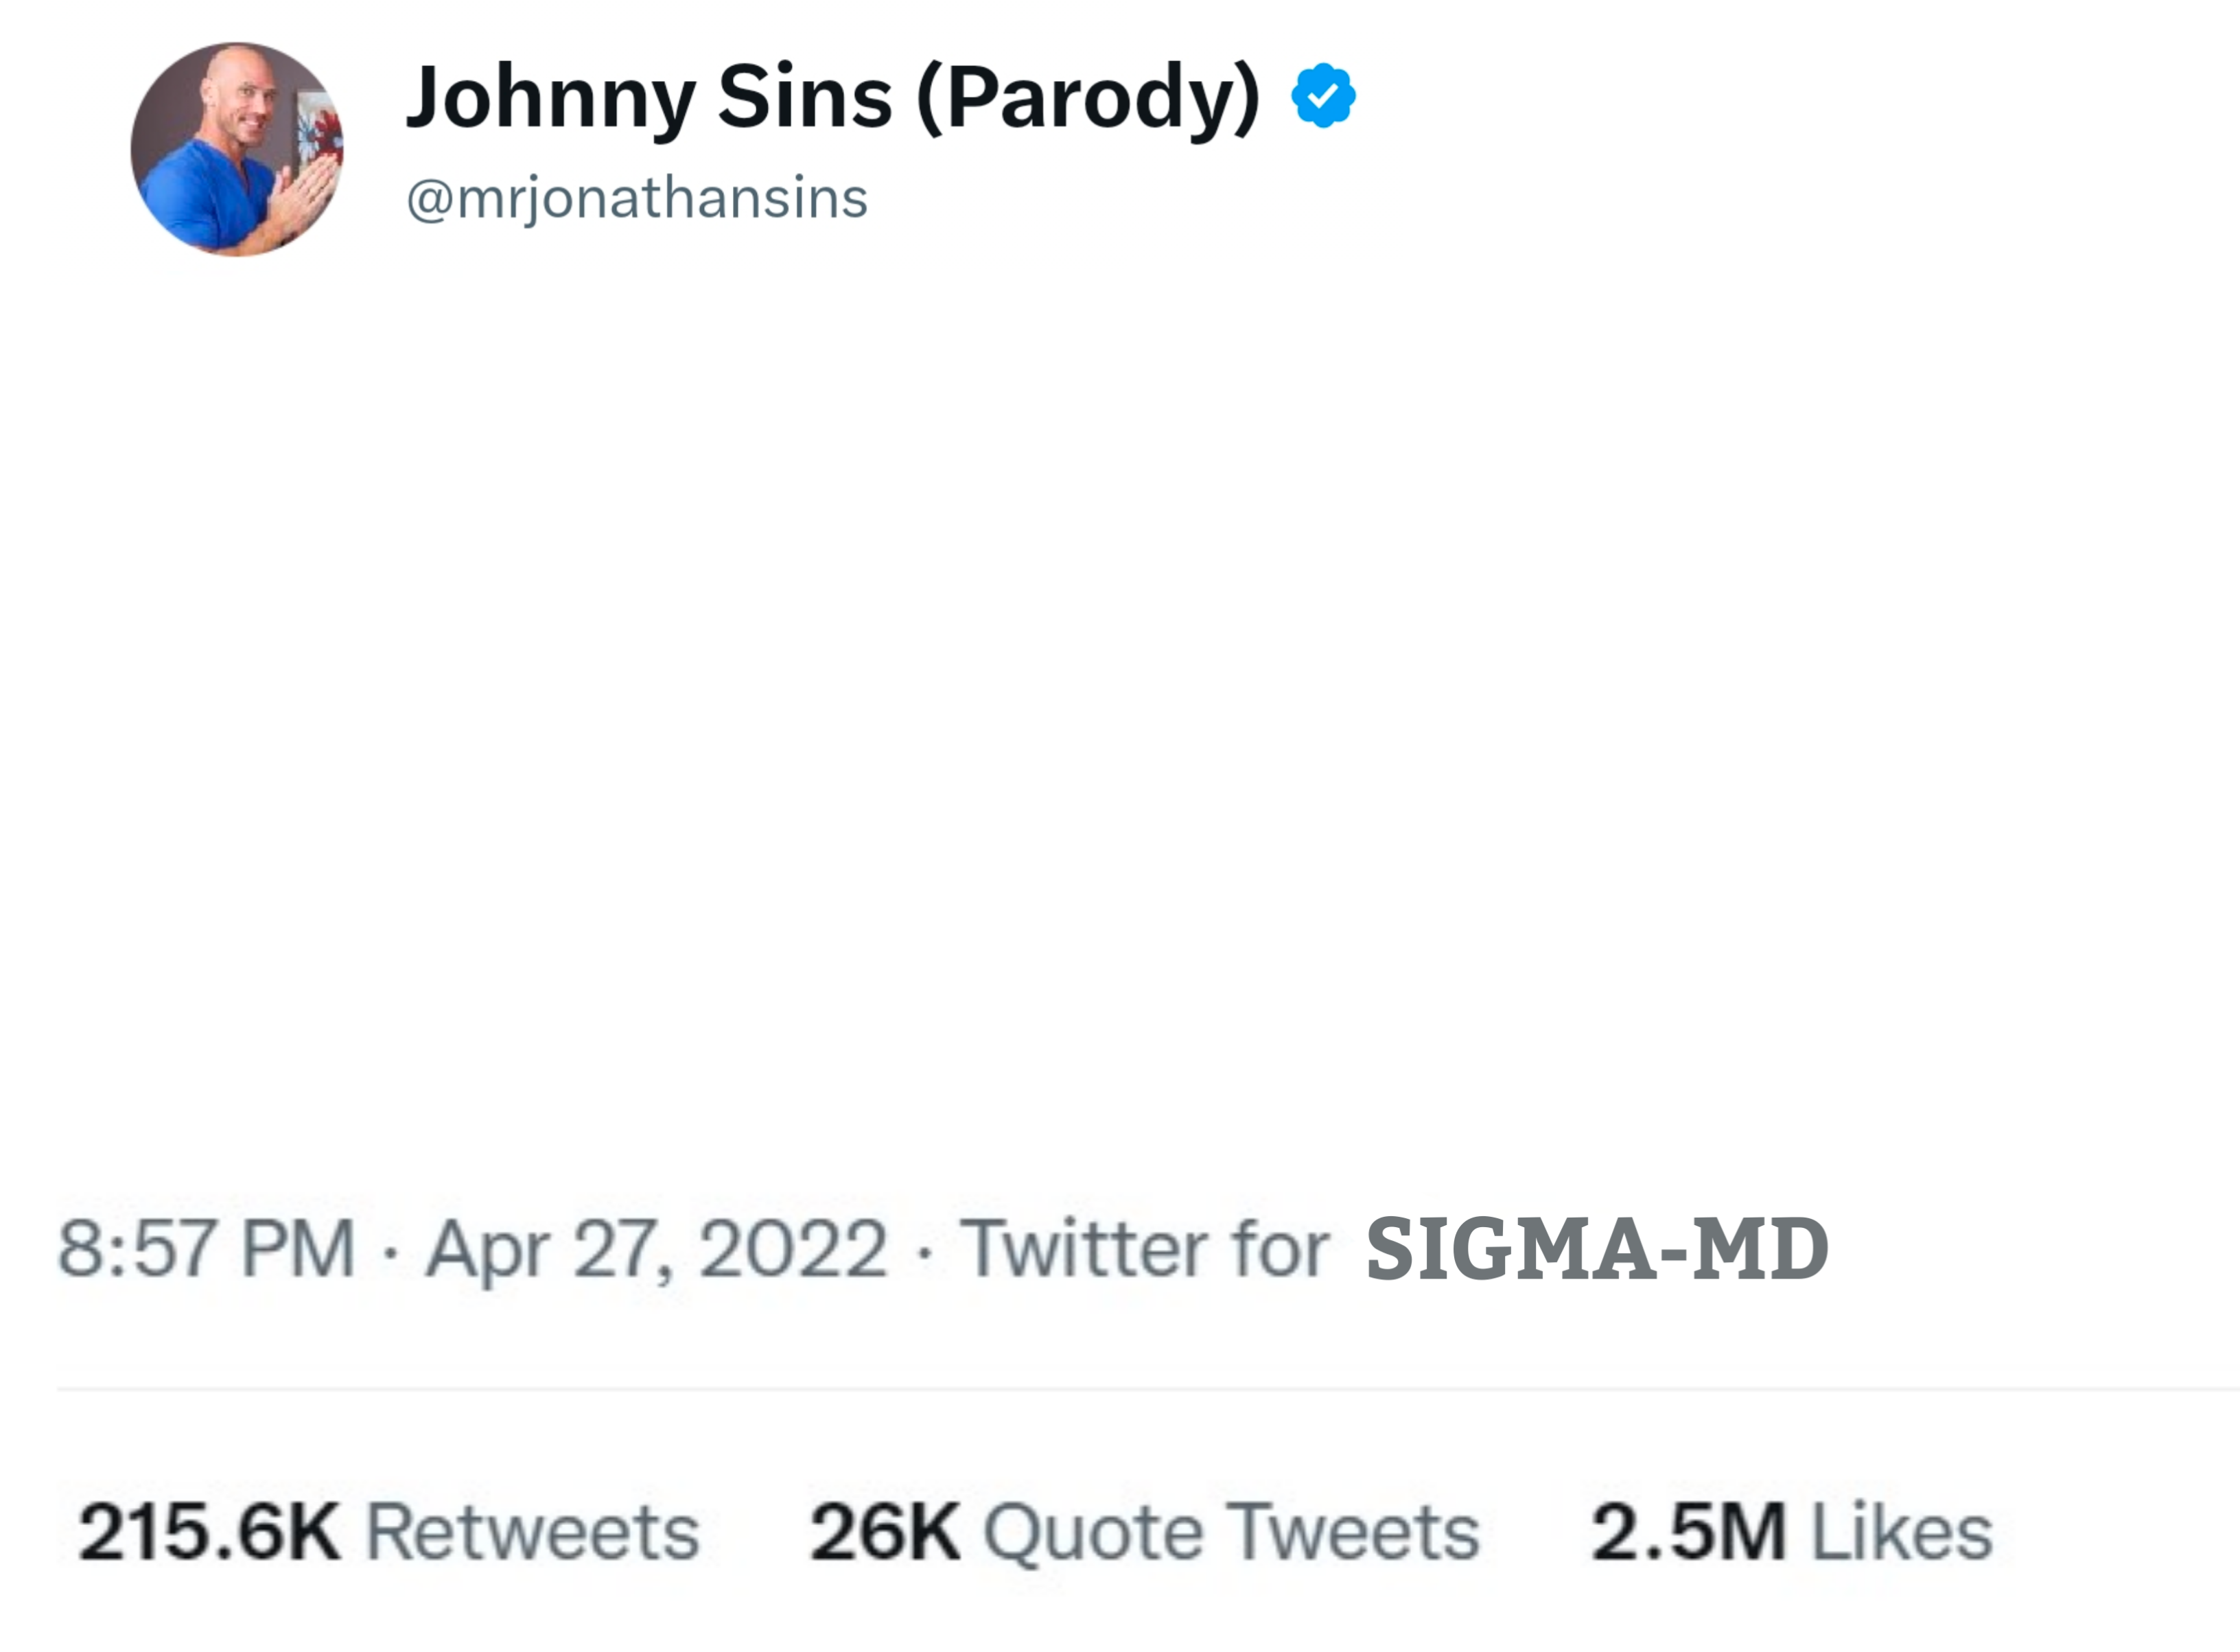 Johnny Sins (Parody)
@mrjonathansins
8:57 PM · Apr 27, 2022 · Twitter for SIGMA-MD
215.6K Retweets 26K Quote Tweets 2.5M Likes